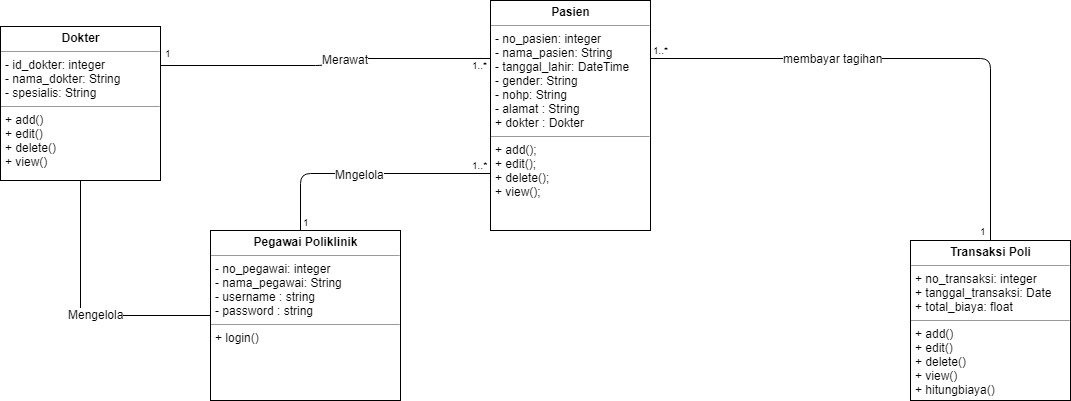 Dokter
- id_dokter: integer
- nama_dokter: String
- spesialis: String
+ add()
+ edit()
+ delete()
+ view()
1
Merawat
1..*
Pasien
- no_pasien: integer
- nama_pasien: String
- tanggal_lahir: DateTime
- gender: String
- nohp: String
- alamat : String
+ dokter : Dokter
+ add();
+ edit();
+ delete();
+ view();
1..*
membayar tagihan
1
1..*
Mngelola
1
Pegawai Poliklinik
- no_pegawai: integer
- nama_pegawai: String
- username : string
- password : string
+ login()
Mengelola
Transaksi Poli
+ no_transaksi: integer
+ tanggal_transaksi: Date
+ total_biaya: float
+ add()
+ edit()
+ delete()
+ view()
+ hitungbiaya()